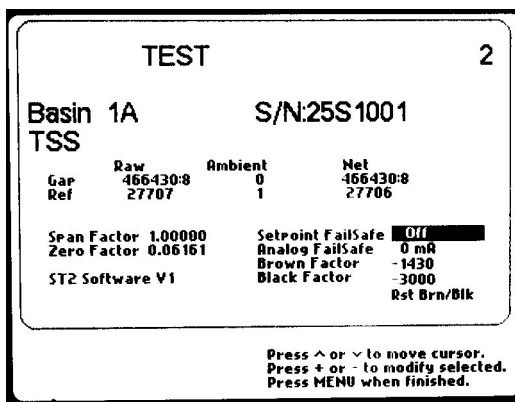 TEST 2
Basin 1A S/N:25S1001
TSS
Raw Ambient Net
Gap 466430:8 0 466430:8
Ref 27707 1 27706
Span Factor 1.00000 Setpoint FailSafe Off
Zero Factor 0.06161 Analog FailSafe 0 mA
Brown Factor -1430
ST2 Software V1 Black Factor -3000
Rst Brn/Blk
Press ^ or v to move cursor.
Press + or - to modify selected.
Press MENU when finished.